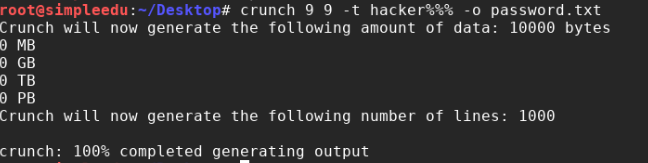 root@simpleedu:~/Desktop# crunch 9 9 -t hacker%%% -o password.txt
Crunch will now generate the following amount of data: 10000 bytes
0 MB
0 GB
0 TB
0 PB
Crunch will now generate the following number of lines: 1000
crunch: 100% completed generating output